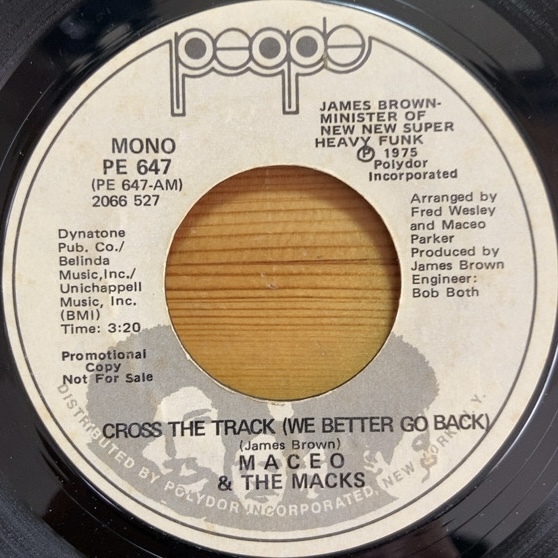 people
JAMES BROWN-
MINISTER OF
NEW NEW SUPER
HEAVY FUNK
Ⓟ 1975
Polydor
Incorporated
MONO
PE 647
(PE 647-AM)
2066 527
Arranged by
Fred Wesley
and Maceo
Parker
Produced by
James Brown
Engineer:
Bob Both
Dynatone
Pub. Co./
Belinda
Music,Inc./
Unichappell
Music, Inc.
(BMI)
Time: 3:20
Promotional
Copy
Not For Sale
CROSS THE TRACK (WE BETTER GO BACK)
(James Brown)
MACEO
& THE MACKS
DISTRIBUTED BY POLYDOR INCORPORATED, NEW YORK, N.Y.